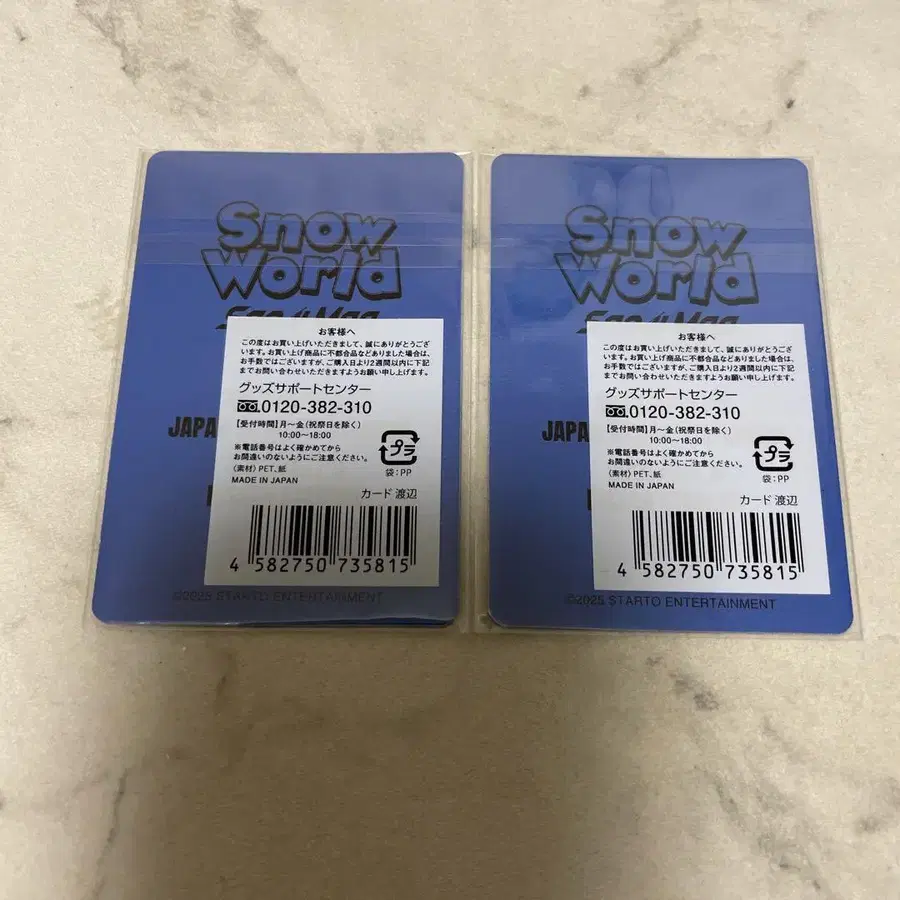 Snow
World
Snow Man
お客様へ
この度はお買い上げいただきまして、誠にありがとうござ
います。お買い上げ商品に不都合品などありました場合は、
お手数ではございますが、ご購入日より2週間以内に下記
までお問い合わせいただきますようお願い申し上げます。
グッズサポートセンター
0120-382-310
【受付時間】月〜金(祝祭日を除く)
10:00〜18:00
※電話番号はよく確かめてから
お間違いのないようにご注意ください。
〈素材〉PET、紙
MADE IN JAPAN
プラ
袋:PP
カード 渡辺
4 582750 735815
JAPA
©2025 STARTO ENTERTAINMENT
Snow
World
Snow Man
お客様へ
この度はお買い上げいただきまして、誠にありがとうござ
います。お買い上げ商品に不都合品などありました場合は、
お手数ではございますが、ご購入日より2週間以内に下記
までお問い合わせいただきますようお願い申し上げます。
グッズサポートセンター
0120-382-310
【受付時間】月〜金(祝祭日を除く)
10:00〜18:00
※電話番号はよく確かめてから
お間違いのないようにご注意ください。
〈素材〉PET、紙
MADE IN JAPAN
プラ
袋:PP
カード 渡辺
4 582750 735815
JAPA
©2025 STARTO ENTERTAINMENT